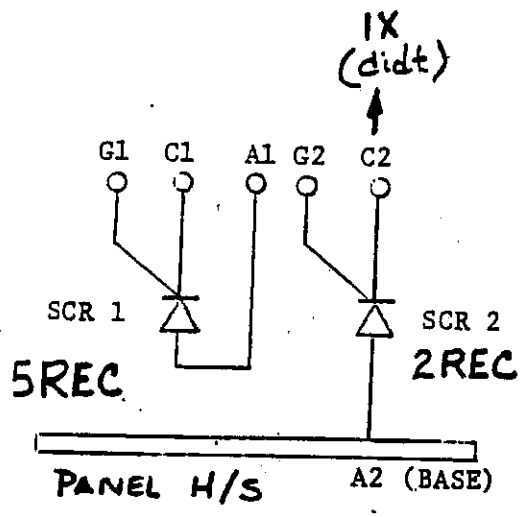 1X
(didt)
G1 C1 A1 G2 C2
SCR 1
SCR 2
5REC
2REC
PANEL H/S
A2 (BASE)